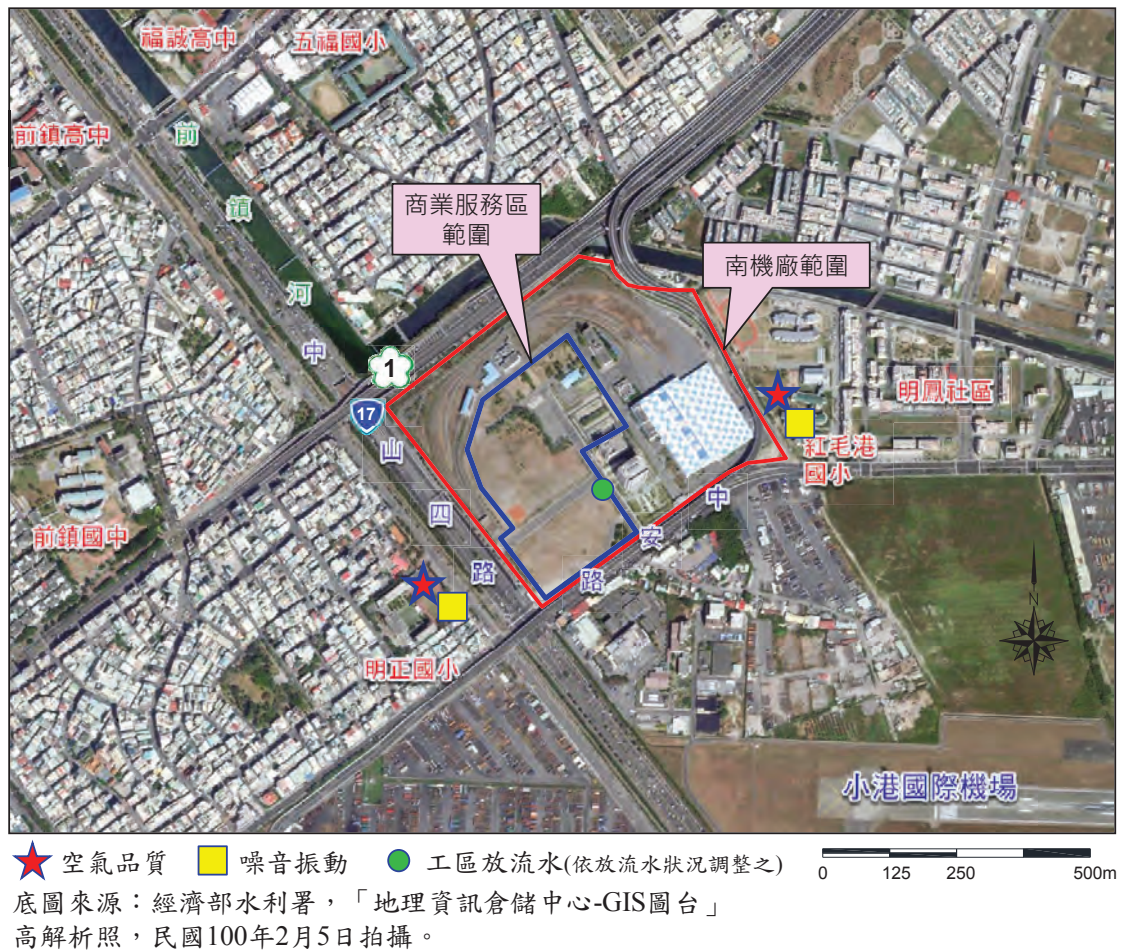 福誠高中
五福國小
前鎮高中
前鎮河
商業服務區
範圍
南機廠範圍
1
17
中山四路
明鳳社區
紅毛港
國小
中安路
前鎮國中
明正國小
N
小港國際機場
空氣品質
噪音振動
工區放流水(依放流水狀況調整之)
0 125 250 500m
底圖來源：經濟部水利署，「地理資訊倉儲中心-GIS圖台」
高解析照，民國100年2月5日拍攝。